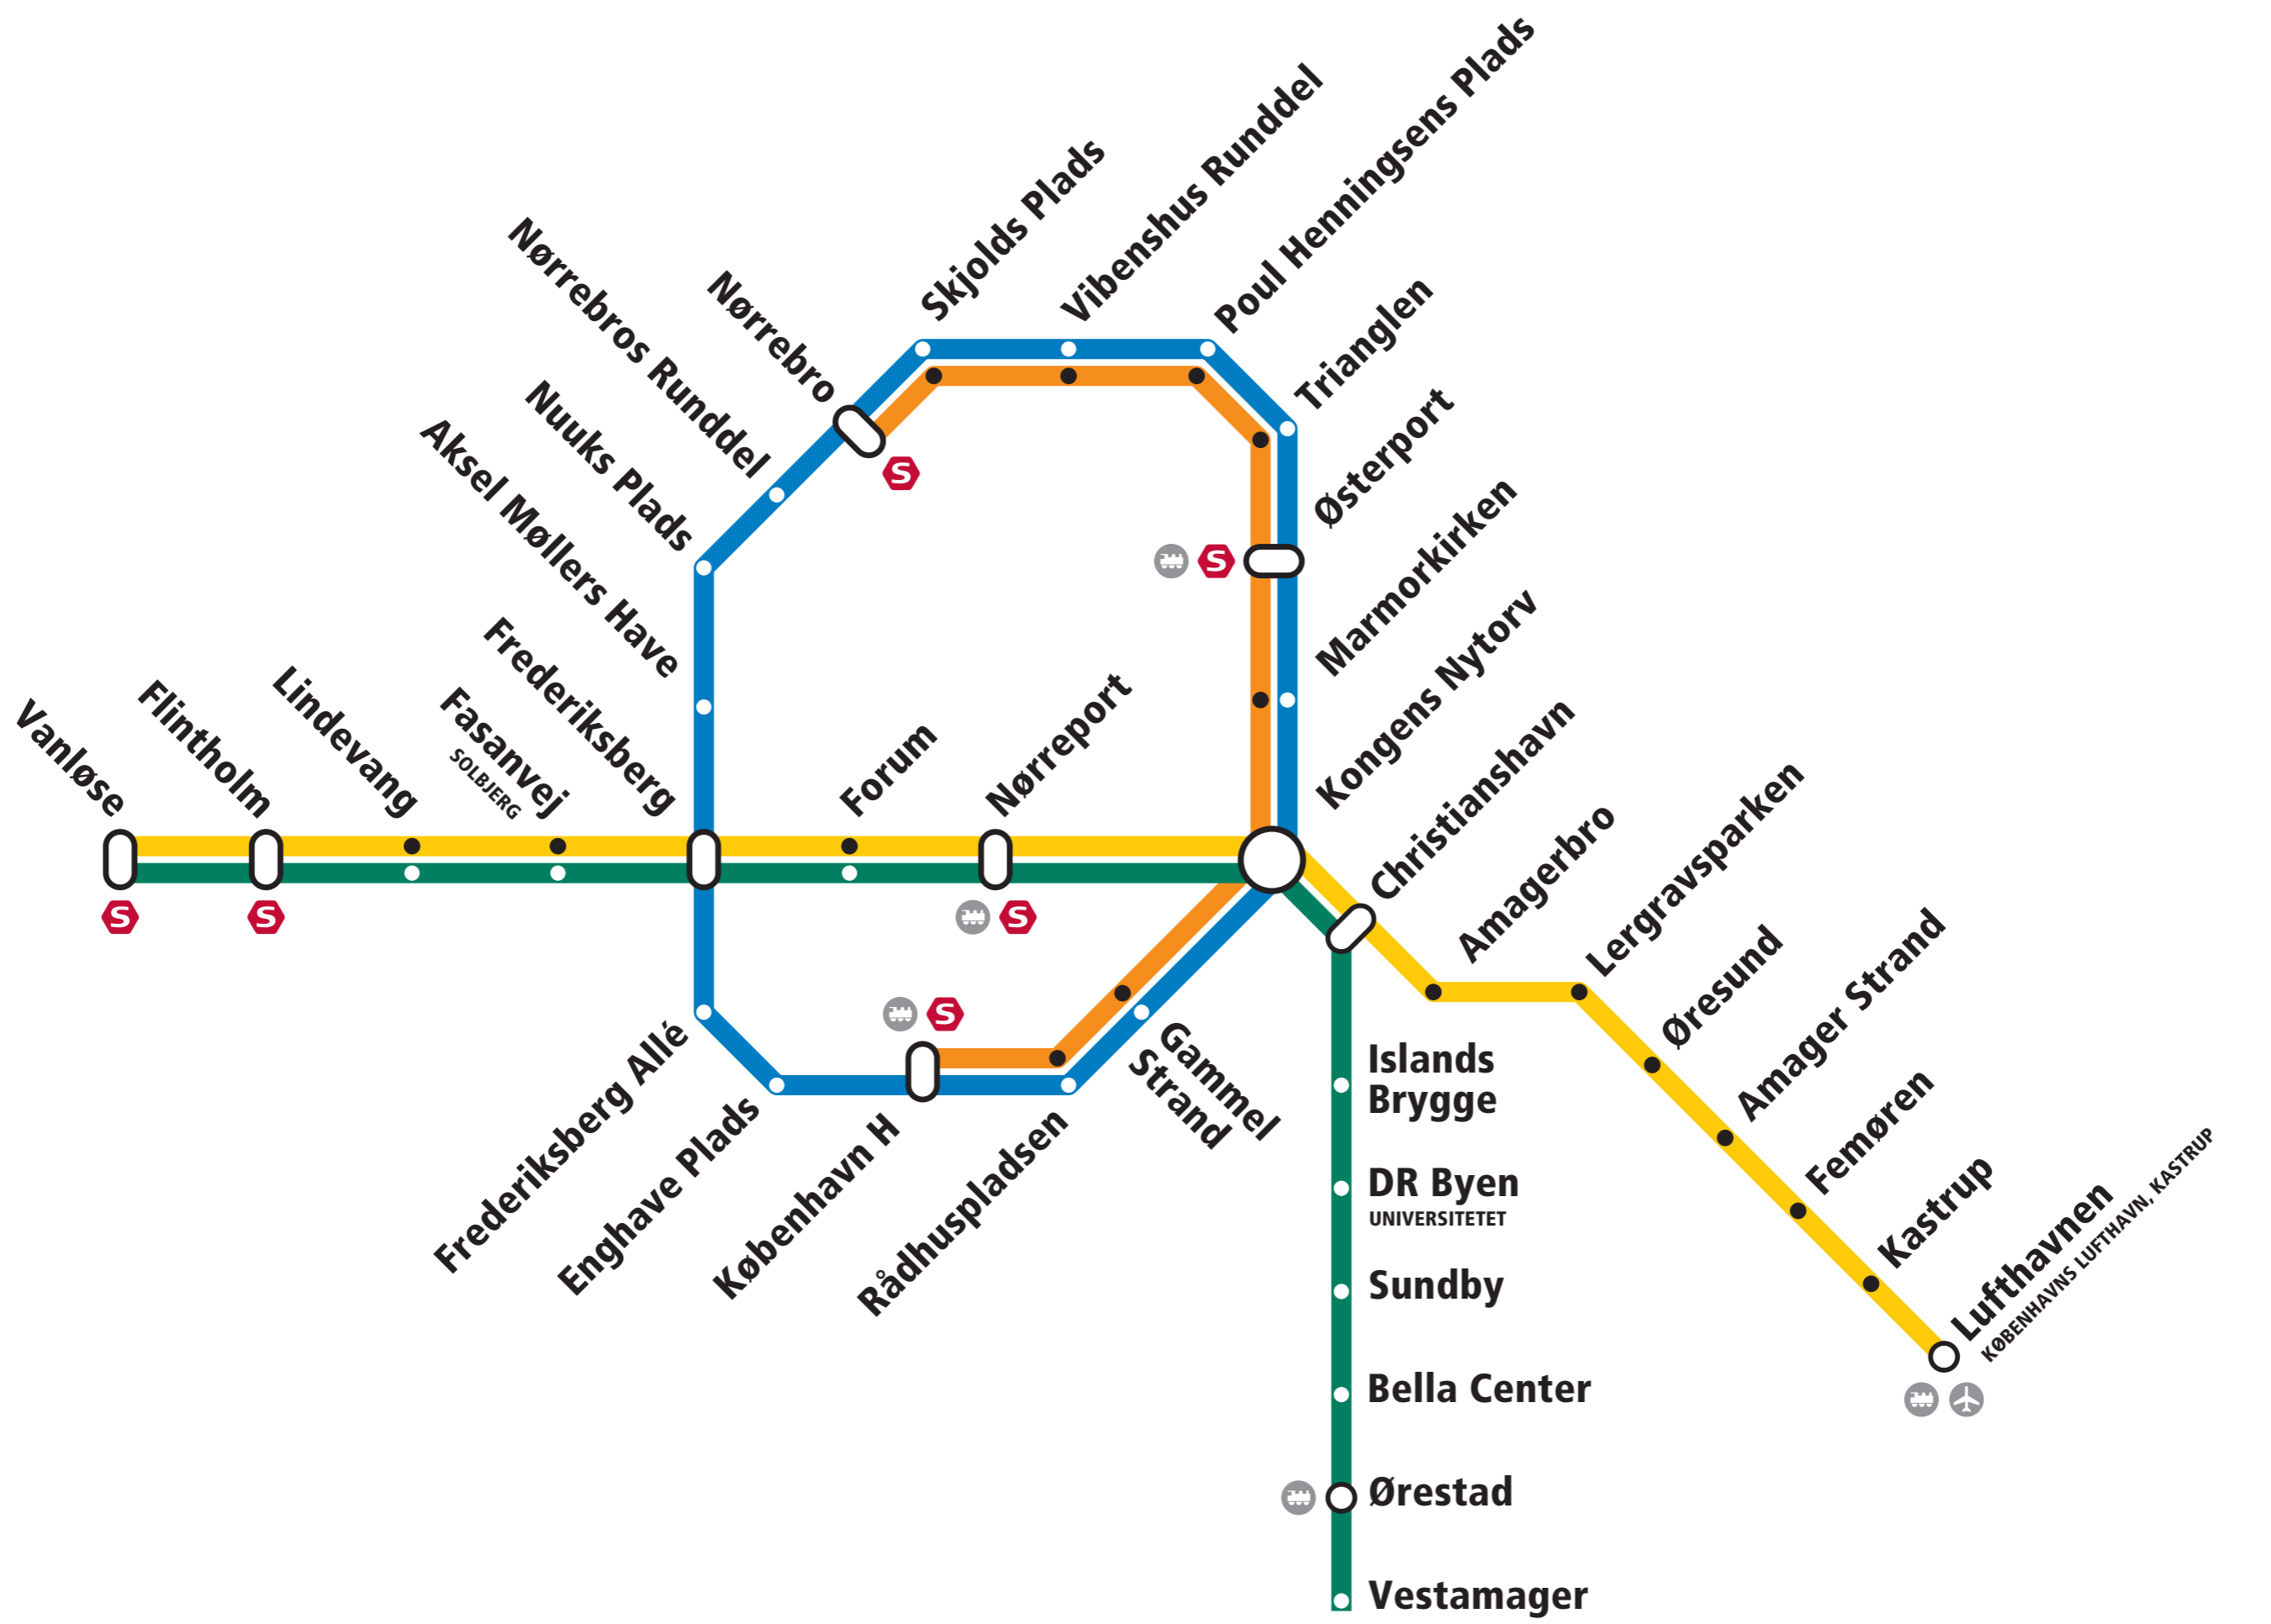 Skjolds Plads
Vibenshus Runddel
Poul Henningsens Plads
Nørrebros Runddel
Nørrebro
Trianglen
Nuuks Plads
Østerport
Aksel Møllers Have
S
Marmorkirken
S
Frederiksberg
Kongens Nytorv
Vanløse
Flintholm
Lindevang
Fasanvej
SOLBJERG
Forum
Nørreport
Christianshavn
S
S
S
Amagerbro
Lergravsparken
Øresund
Amager Strand
Femøren
Kastrup
Lufthavnen
KØBENHAVNS LUFTHAVN, KASTRUP
S
Frederiksberg Allé
Enghave Plads
København H
Rådhuspladsen
Gammel
Strand
Islands
Brygge
DR Byen
UNIVERSITETET
Sundby
Bella Center
Ørestad
Vestamager